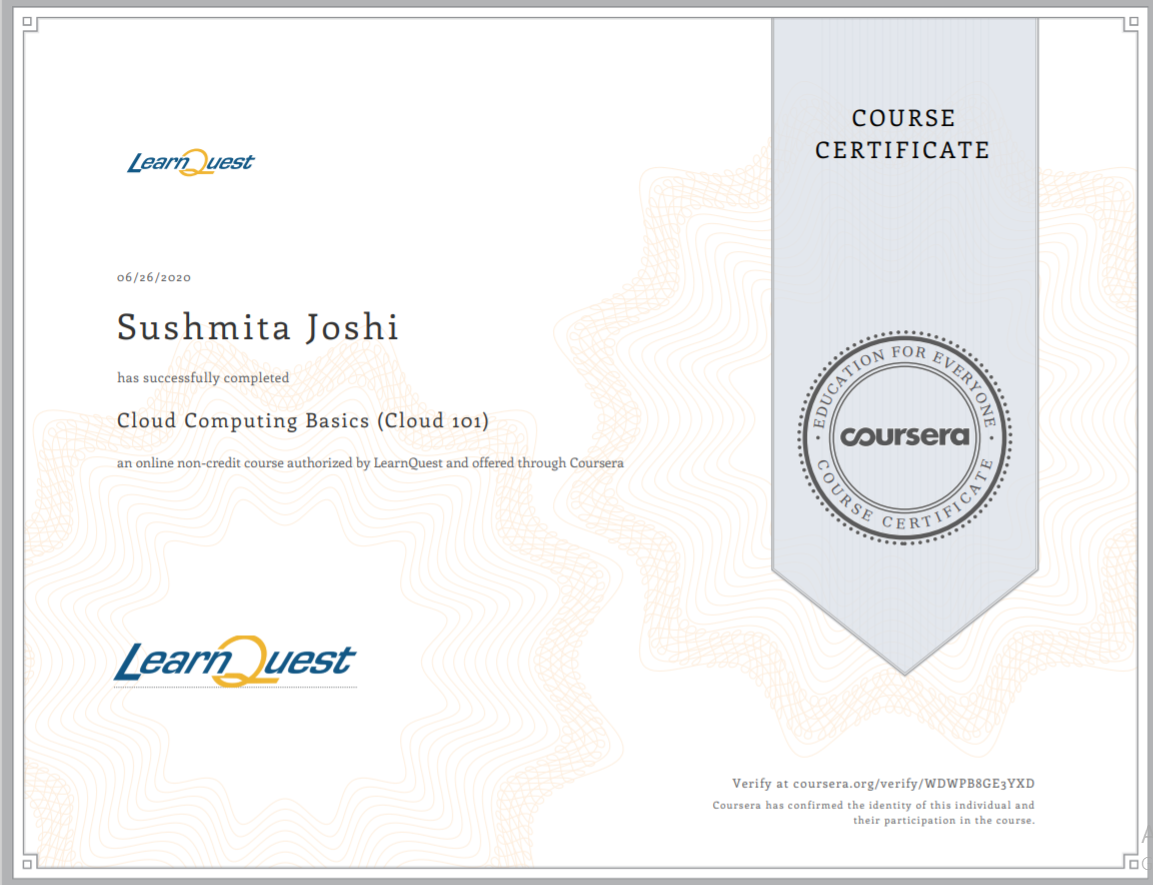 LearnQuest
COURSE
CERTIFICATE
06/26/2020
Sushmita Joshi
has successfully completed
Cloud Computing Basics (Cloud 101)
an online non-credit course authorized by LearnQuest and offered through Coursera
EDUCATION FOR EVERYONE
coursera
COURSE CERTIFICATE
LearnQuest
Verify at coursera.org/verify/WDWPB8GE3YXD
Coursera has confirmed the identity of this individual and
their participation in the course.